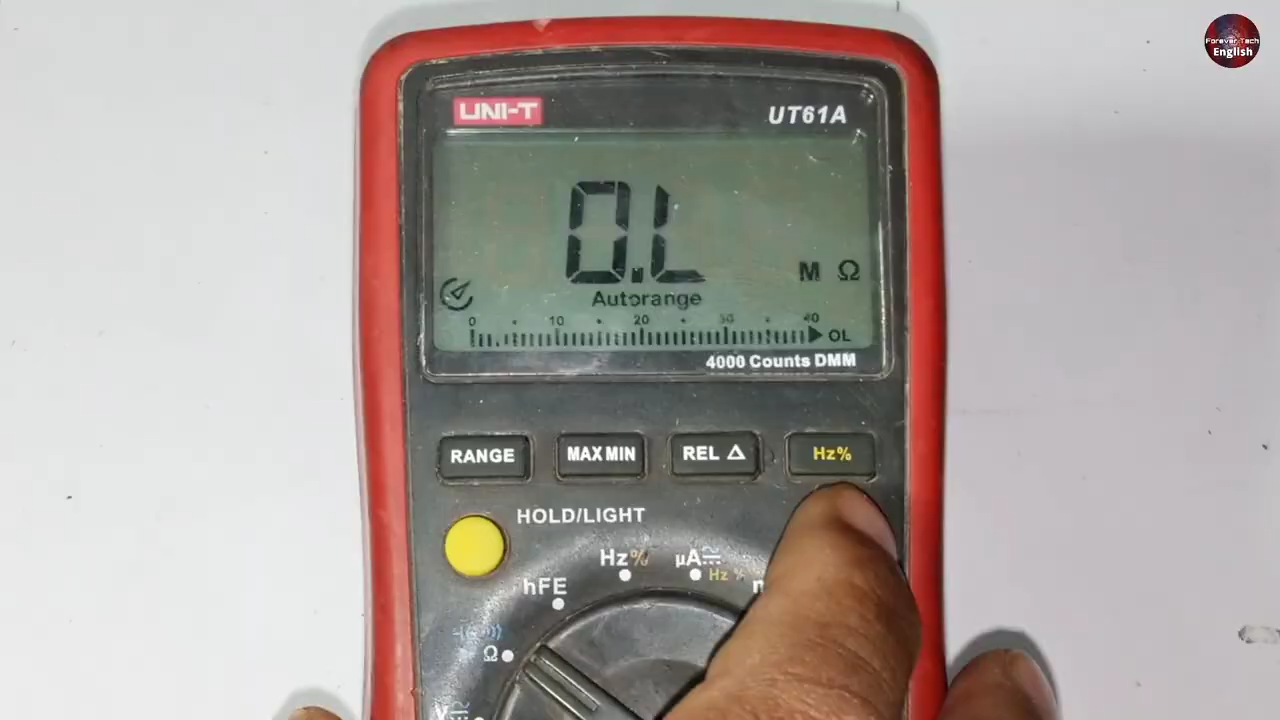 Forever Tech
English
UNI-T
UT61A
0.L
M Ω
Autorange
0 10 20 30 40
OL
4000 Counts DMM
RANGE
MAX MIN
REL Δ
Hz%
HOLD/LIGHT
Hz%
μA
Hz %
hFE
Ω